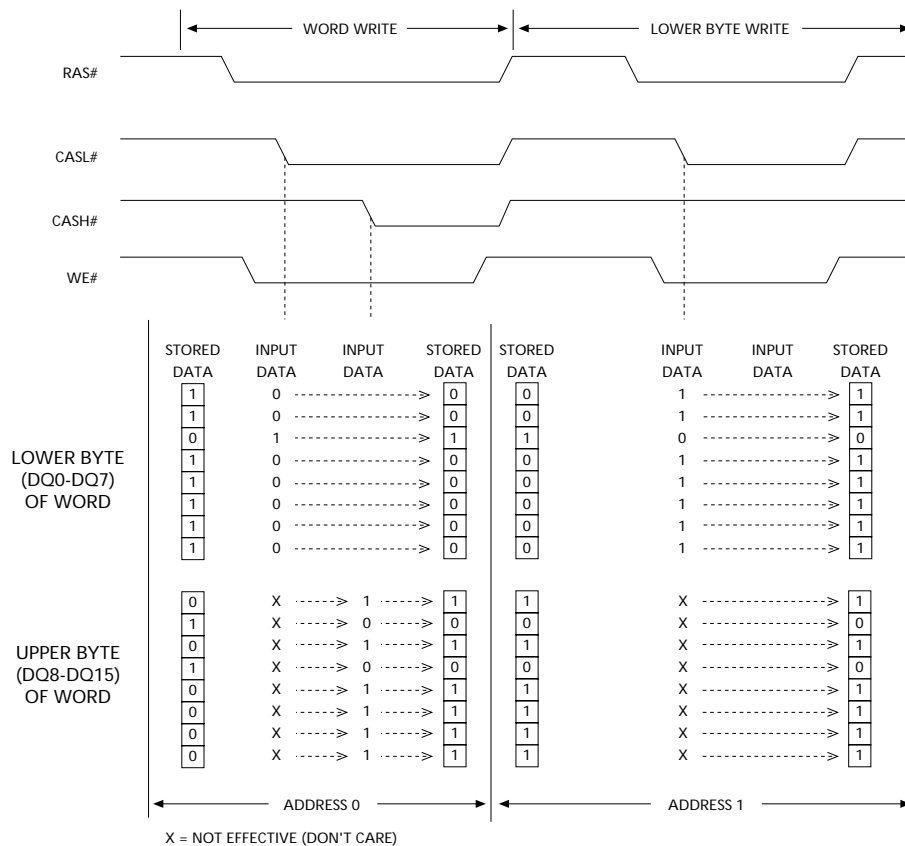 WORD WRITE LOWER BYTE WRITE
RAS#
CASL#
CASH#
WE#
STORED INPUT INPUT STORED STORED INPUT INPUT STORED
DATA DATA DATA DATA DATA DATA DATA DATA
1 0 0 0 1 1
1 0 0 0 1 1
0 1 1 1 0 0
1 0 0 0 1 1
1 0 0 0 1 1
1 0 0 0 1 1
1 0 0 0 1 1
1 0 0 0 1 1
LOWER BYTE
(DQ0-DQ7)
OF WORD
0 X 1 1 1 X 1
1 X 0 0 0 X 0
0 X 1 1 1 X 1
1 X 0 0 0 X 0
0 X 1 1 1 X 1
0 X 1 1 1 X 1
0 X 1 1 1 X 1
0 X 1 1 1 X 1
UPPER BYTE
(DQ8-DQ15)
OF WORD
ADDRESS 0 ADDRESS 1
X = NOT EFFECTIVE (DON'T CARE)